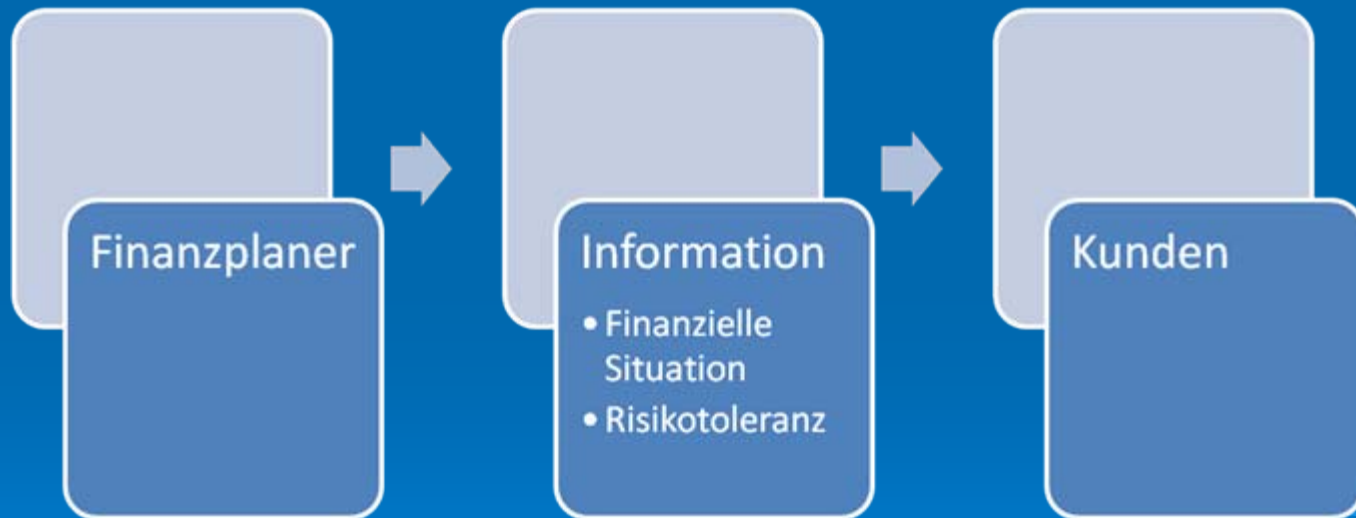 Finanzplaner
Information
• Finanzielle
Situation
• Risikotoleranz
Kunden